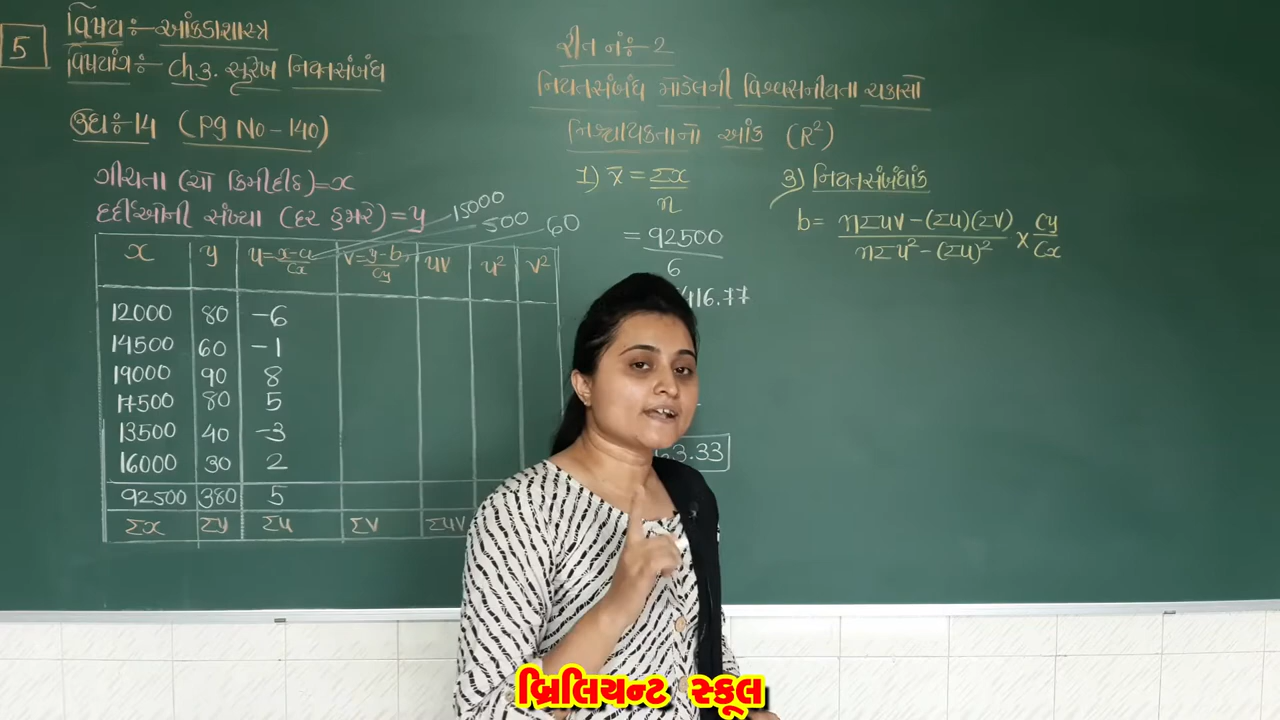 5
વિષય:- આંકડાશાસ્ત્ર
વિષયાંગ:- Ch.3. સુરેખ નિયતસંબંધ
ઉદા:-14 (Pg No - 140)
ગીચતા (ચો કિમીદીઠ) = x
દર્દીઓની સંખ્યા (દર હજારે) = y
15000
500
60
x y u = x-a/Cx v = y-b/Cy uv u² v²
12000 80 -6
14500 60 -1
19000 90 8
17500 80 5
13500 40 -3
16000 30 2
92500 380 5
Σx Σy Σu Σv Σuv
રીત નં:- 2
નિયતસંબંધ મોડેલની વિશ્વસનીયતા ચકાસો
નિશ્ચાયકતાનો આંક (R²)
1) x̄ = Σx/n
= 92500/6
416.77
63.33
3) નિયતસંબંધાંક
b = nΣuv - (Σu)(Σv) / nΣu² - (Σu)² × Cy/Cx
બ્રિલિયન્ટ સ્કૂલ